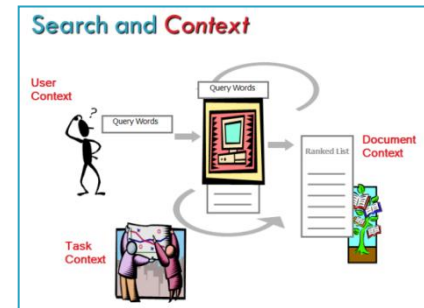 Search and Context
User
Context
?
Query Words
Query Words
Ranked List
Document
Context
Task
Context